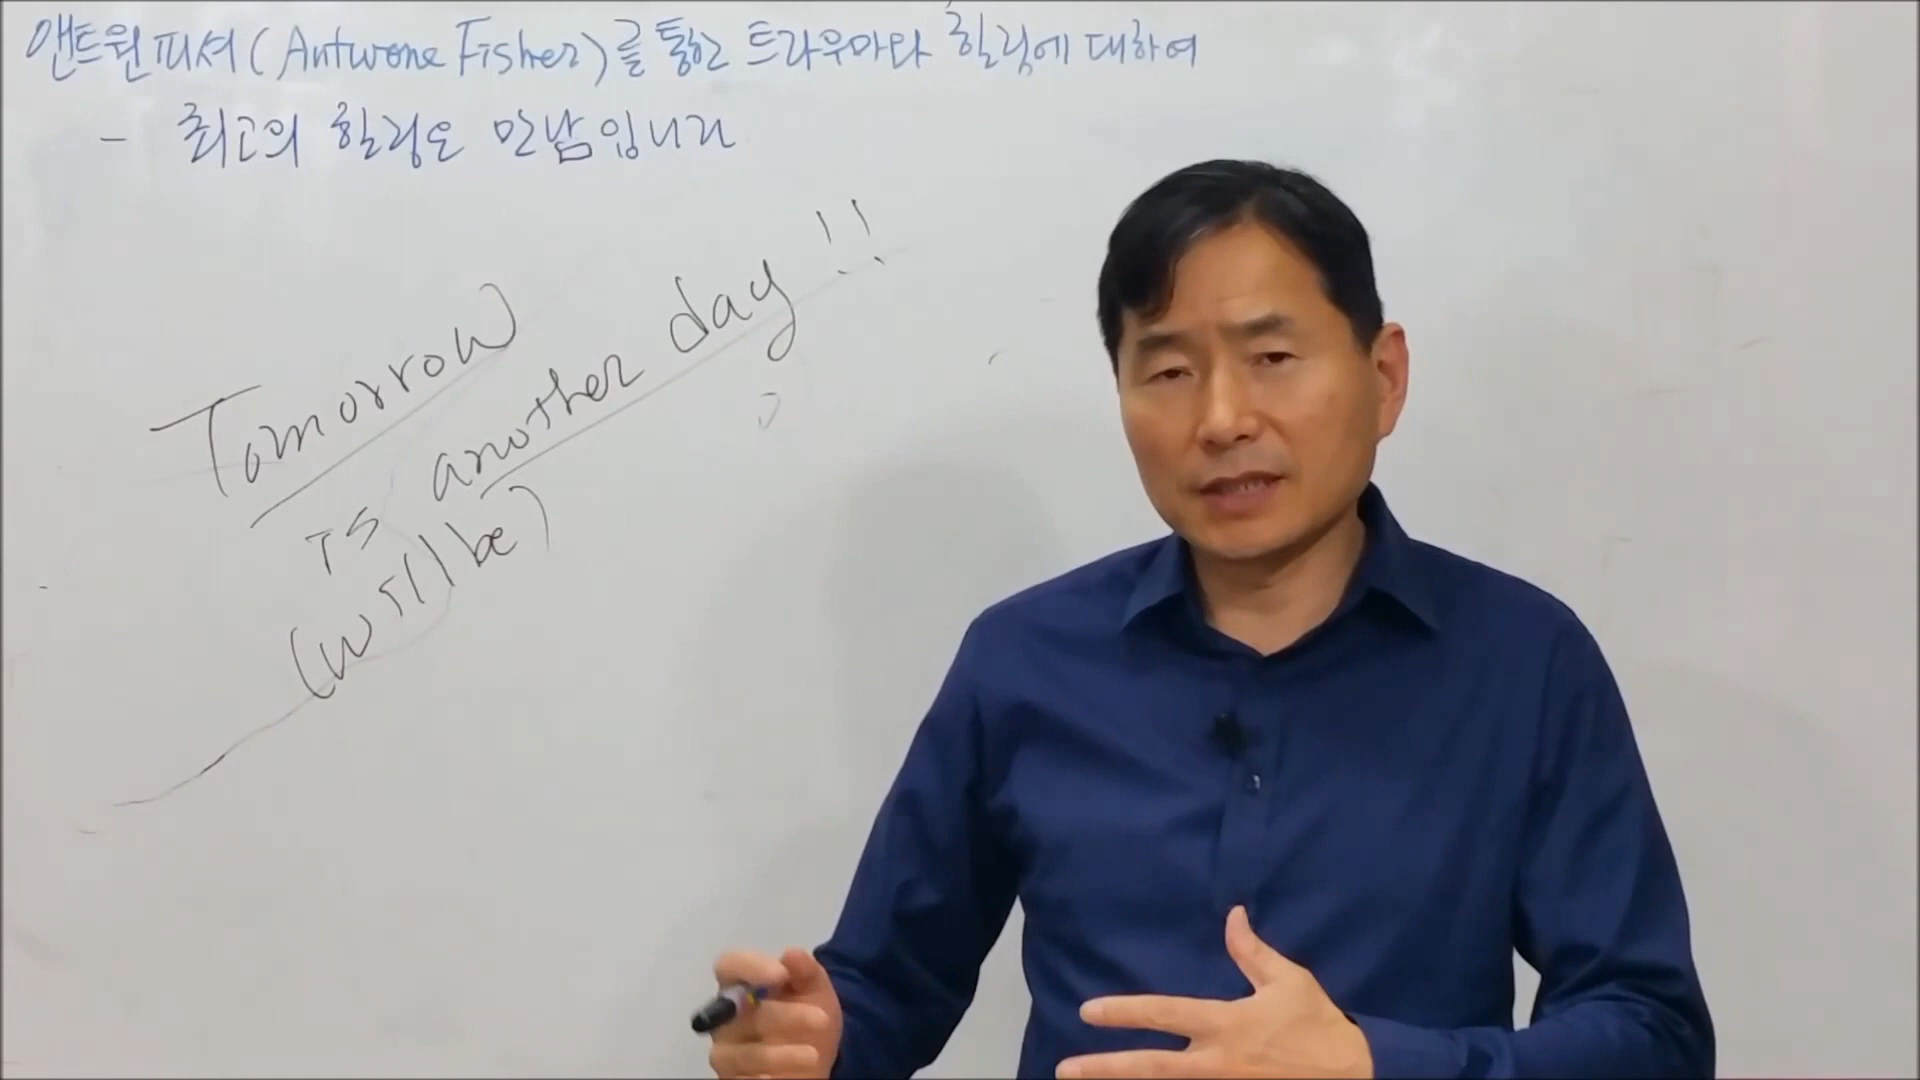 앤트원 피셔(Antwone Fisher)를 통한 트라우마와 힐링에 대하여
- 최고의 힐링은 만남입니다
Tomorrow
is another day!!
(will be)